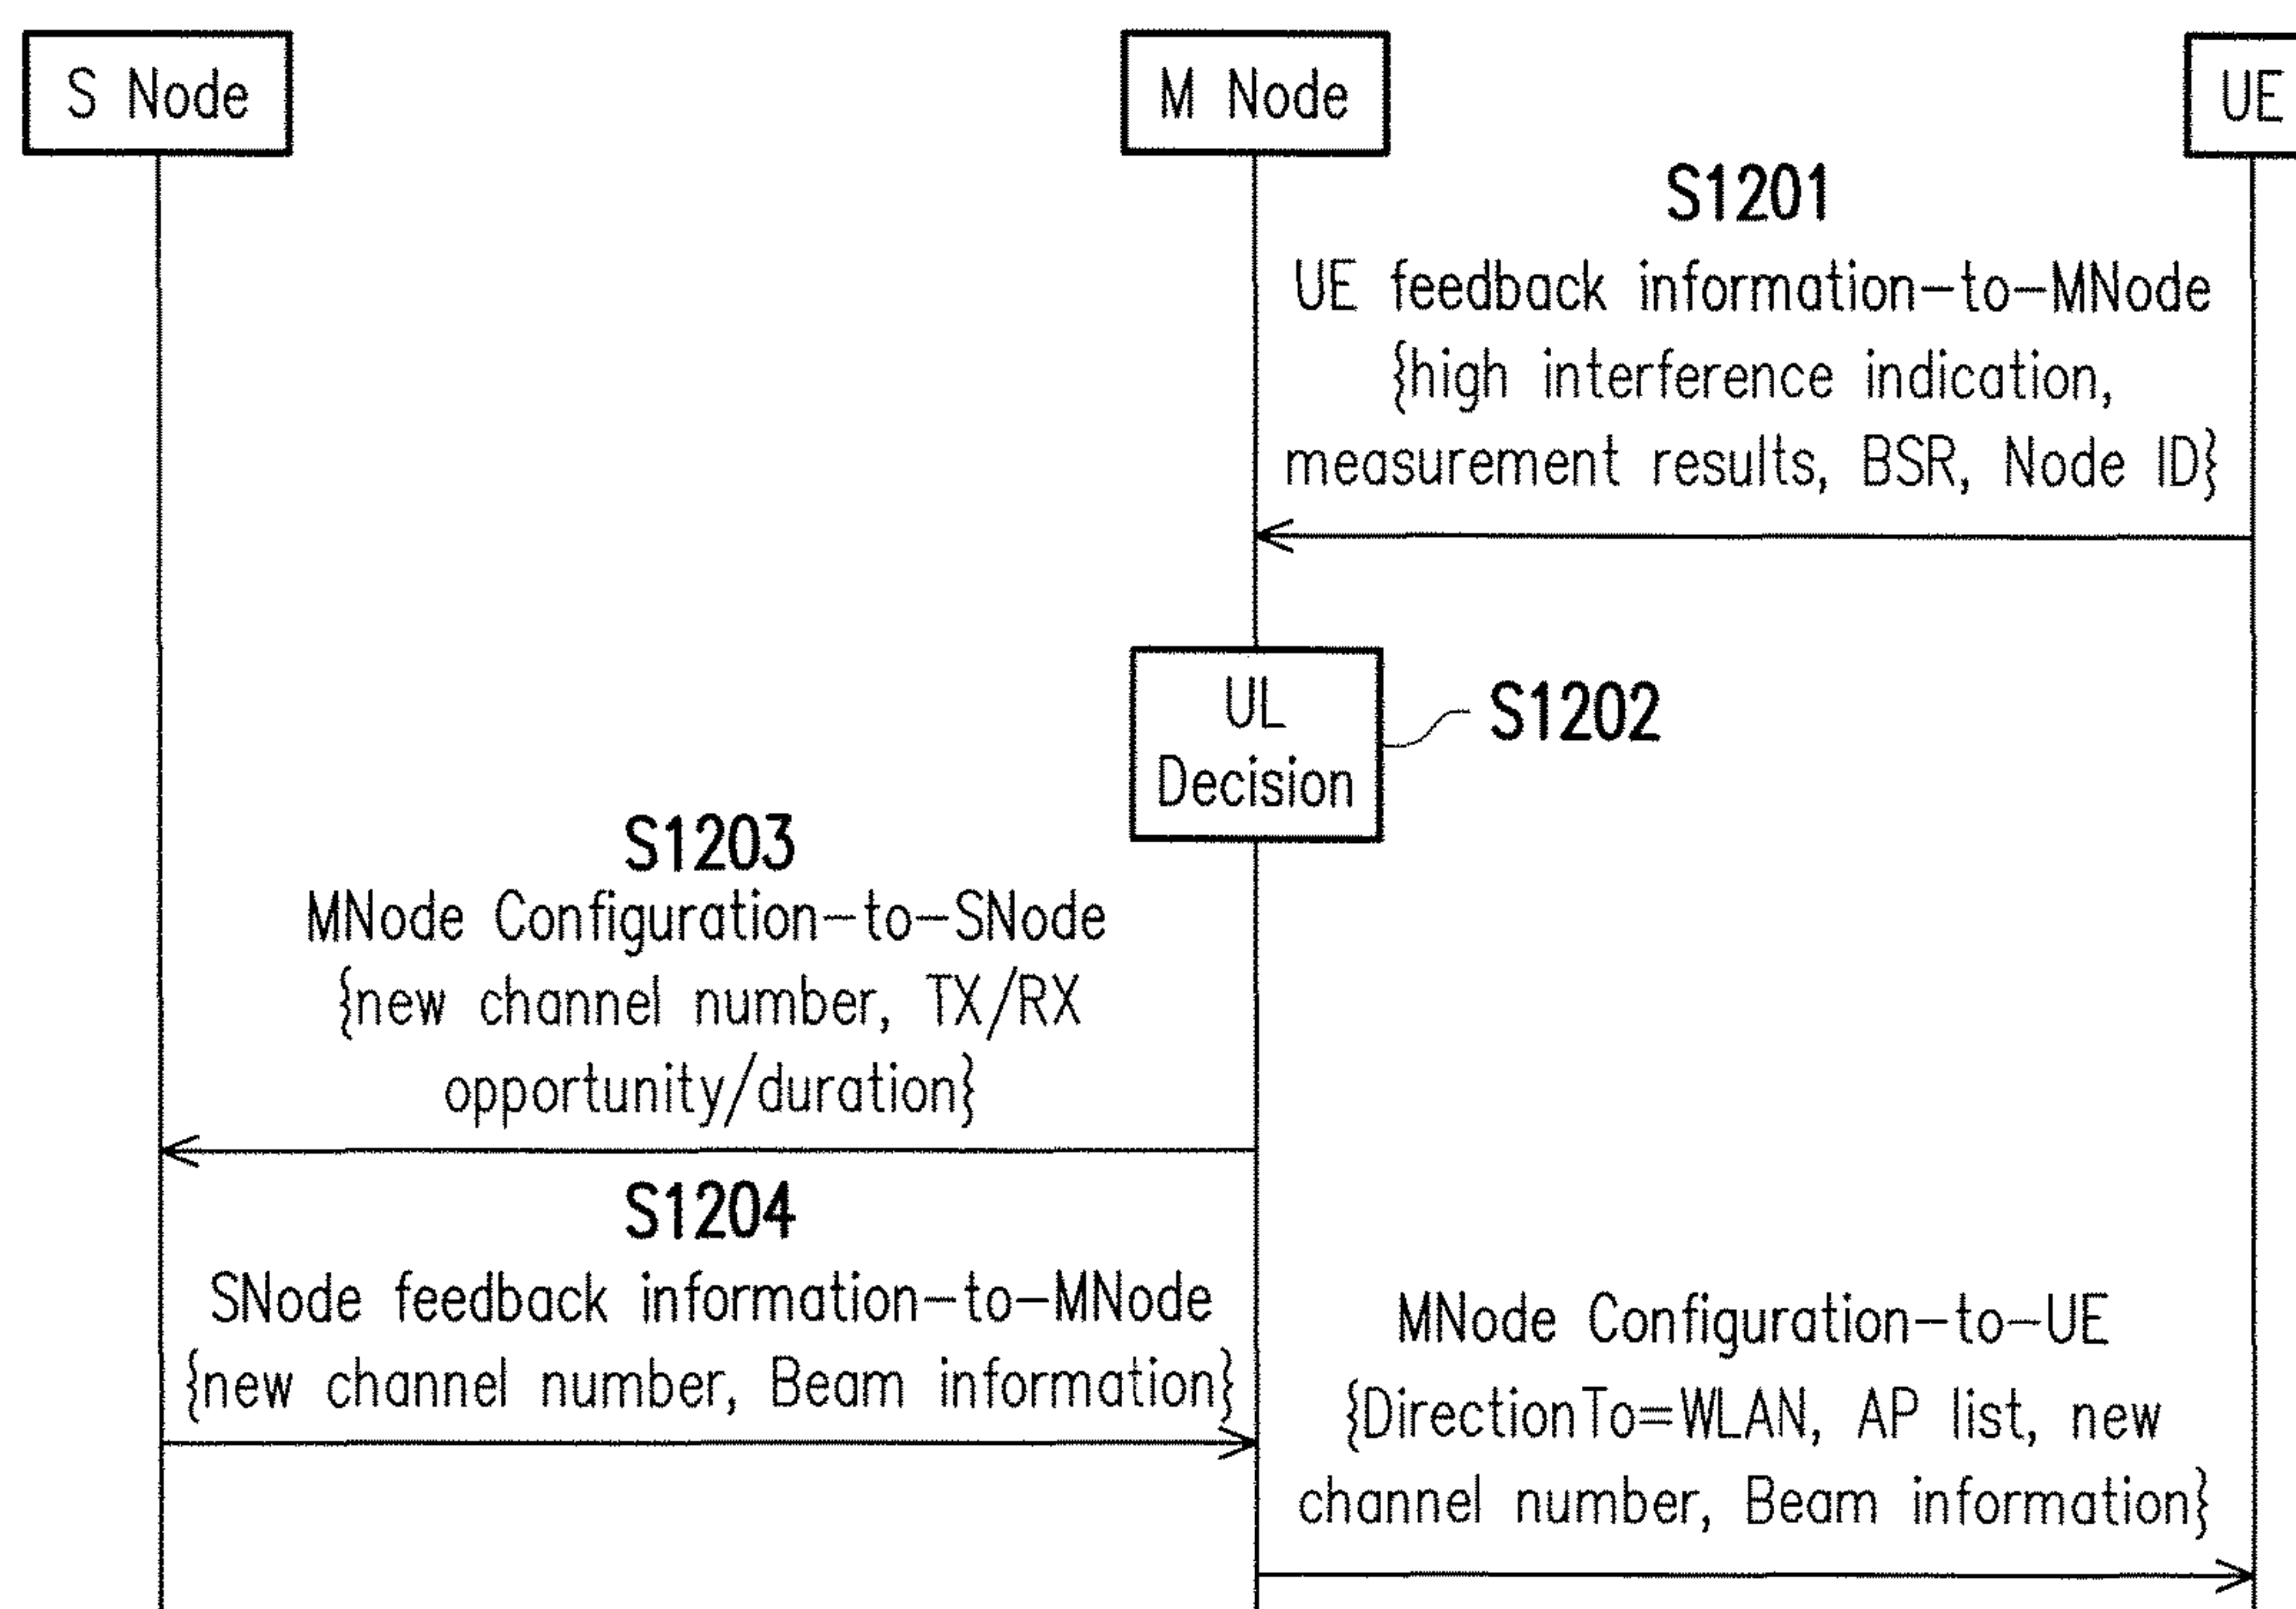 S Node
M Node
UE
S1201
UE feedback information-to-MNode
{high interference indication,
measurement results, BSR, Node ID}
UL
Decision
S1202
S1203
MNode Configuration-to-SNode
{new channel number, TX/RX
opportunity/duration}
S1204
SNode feedback information-to-MNode
{new channel number, Beam information}
MNode Configuration-to-UE
{DirectionTo=WLAN, AP list, new
channel number, Beam information}